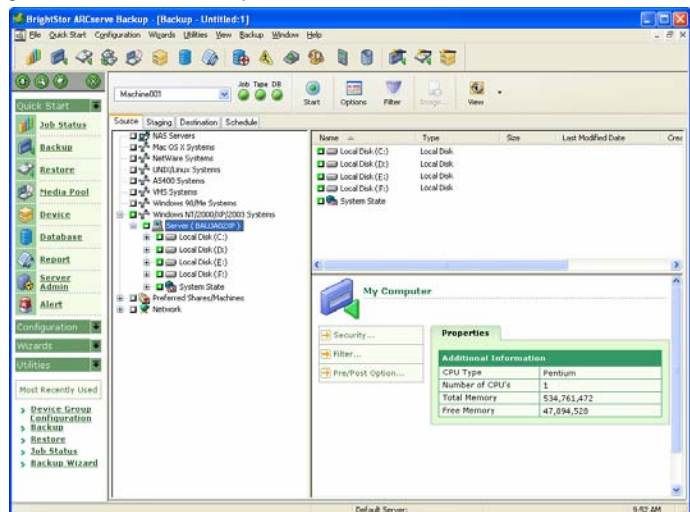 BrightStor ARCserve Backup - [Backup - Untitled:1]
File Quick Start Configuration Wizards Utilities View Backup Window Help
Quick Start
Job Status
Backup
Restore
Media Pool
Device
Database
Report
Server
Admin
Alert
Configuration
Wizards
Utilities
Most Recently Used
Device Group
Configuration
Backup
Restore
Job Status
Backup Wizard
Machine001
Job Tape DB
Start Options Filter Image... View
Source Staging Destination Schedule
NAS Servers
Mac OS X Systems
NetWare Systems
UNIX/Linux Systems
AS400 Systems
VMS Systems
Windows 98/Me Systems
Windows NT/2000/XP/2003 Systems
Server ( BAUJA02XP )
Local Disk (C:)
Local Disk (D:)
Local Disk (E:)
Local Disk (F:)
System State
Preferred Shares/Machines
Network
Name Type Size Last Modified Date
Local Disk (C:) Local Disk
Local Disk (D:) Local Disk
Local Disk (E:) Local Disk
Local Disk (F:) Local Disk
System State
My Computer
Security...
Filter...
Pre/Post Option...
Properties
Additional Information
CPU Type Pentium
Number of CPU's 1
Total Memory 534,761,472
Free Memory 47,094,528
Default Server:
9:52 AM